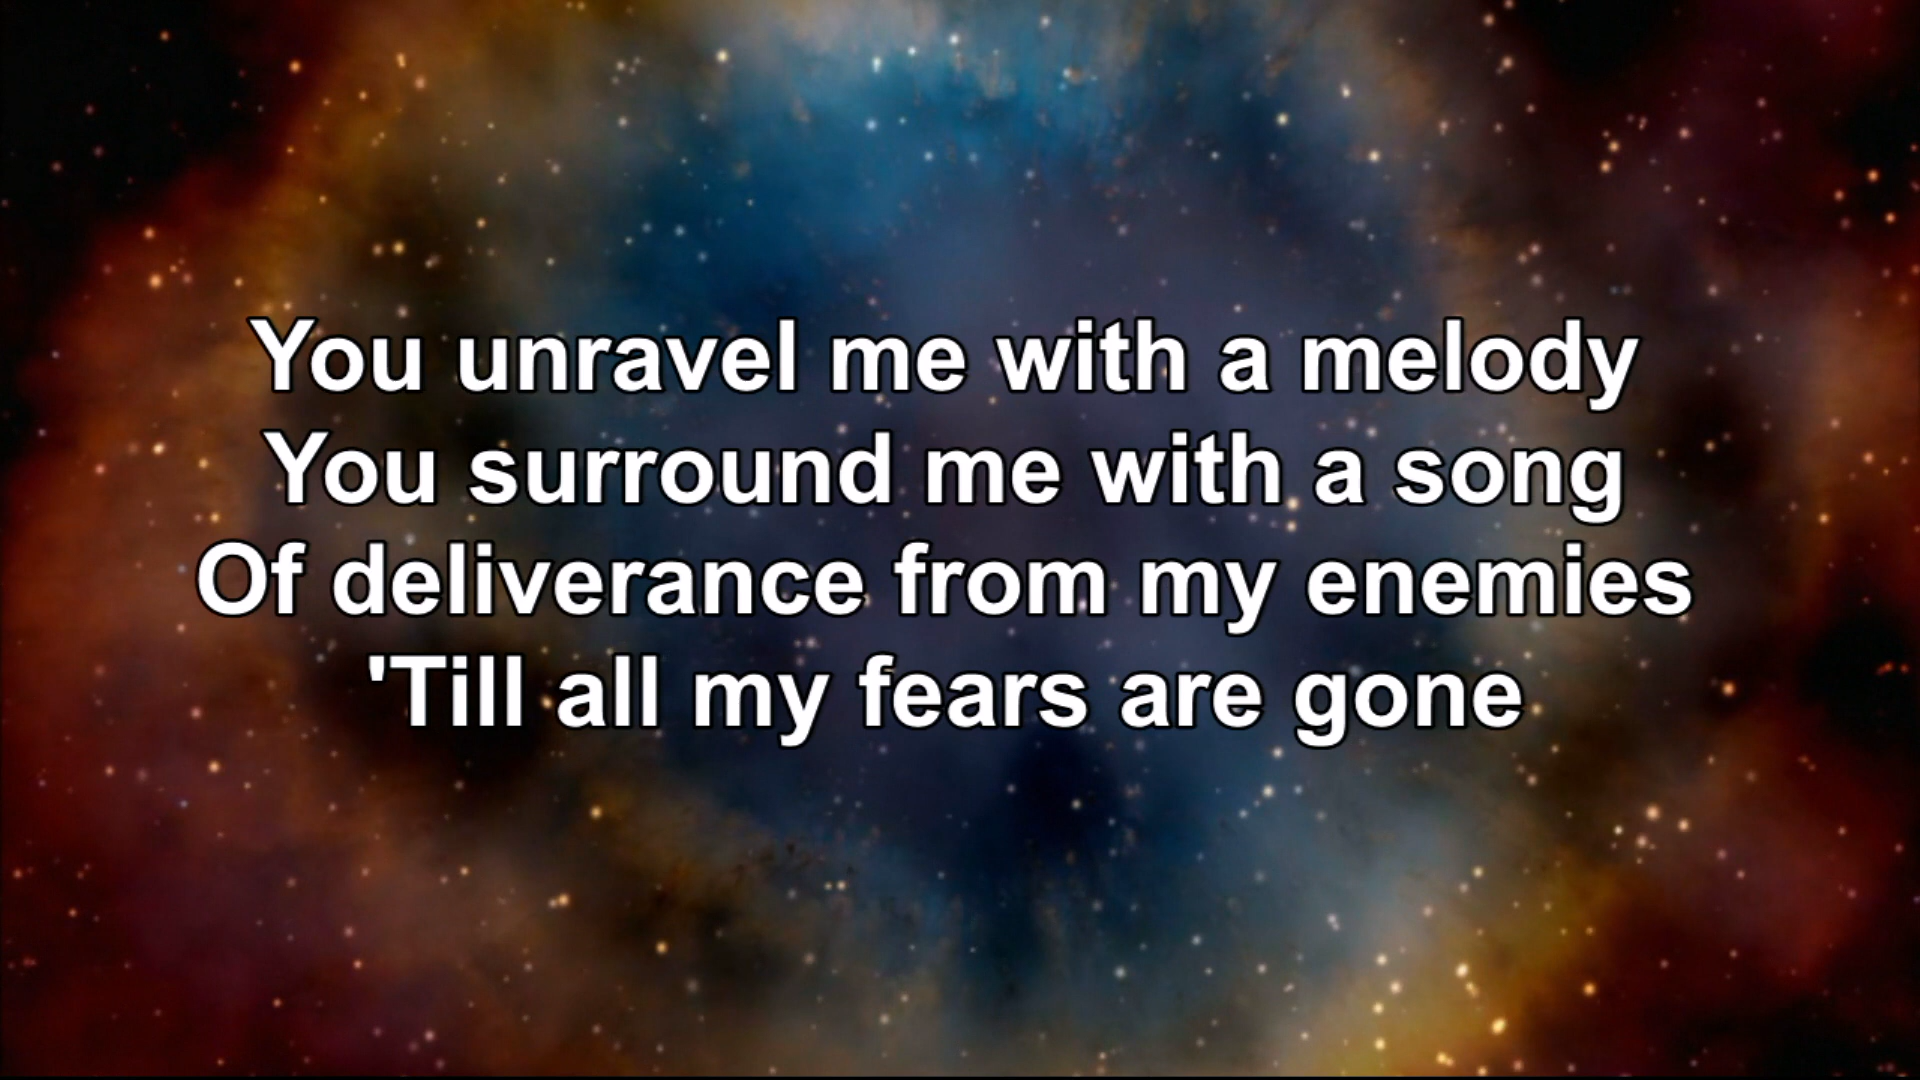 You unravel me with a melody
You surround me with a song
Of deliverance from my enemies
'Till all my fears are gone